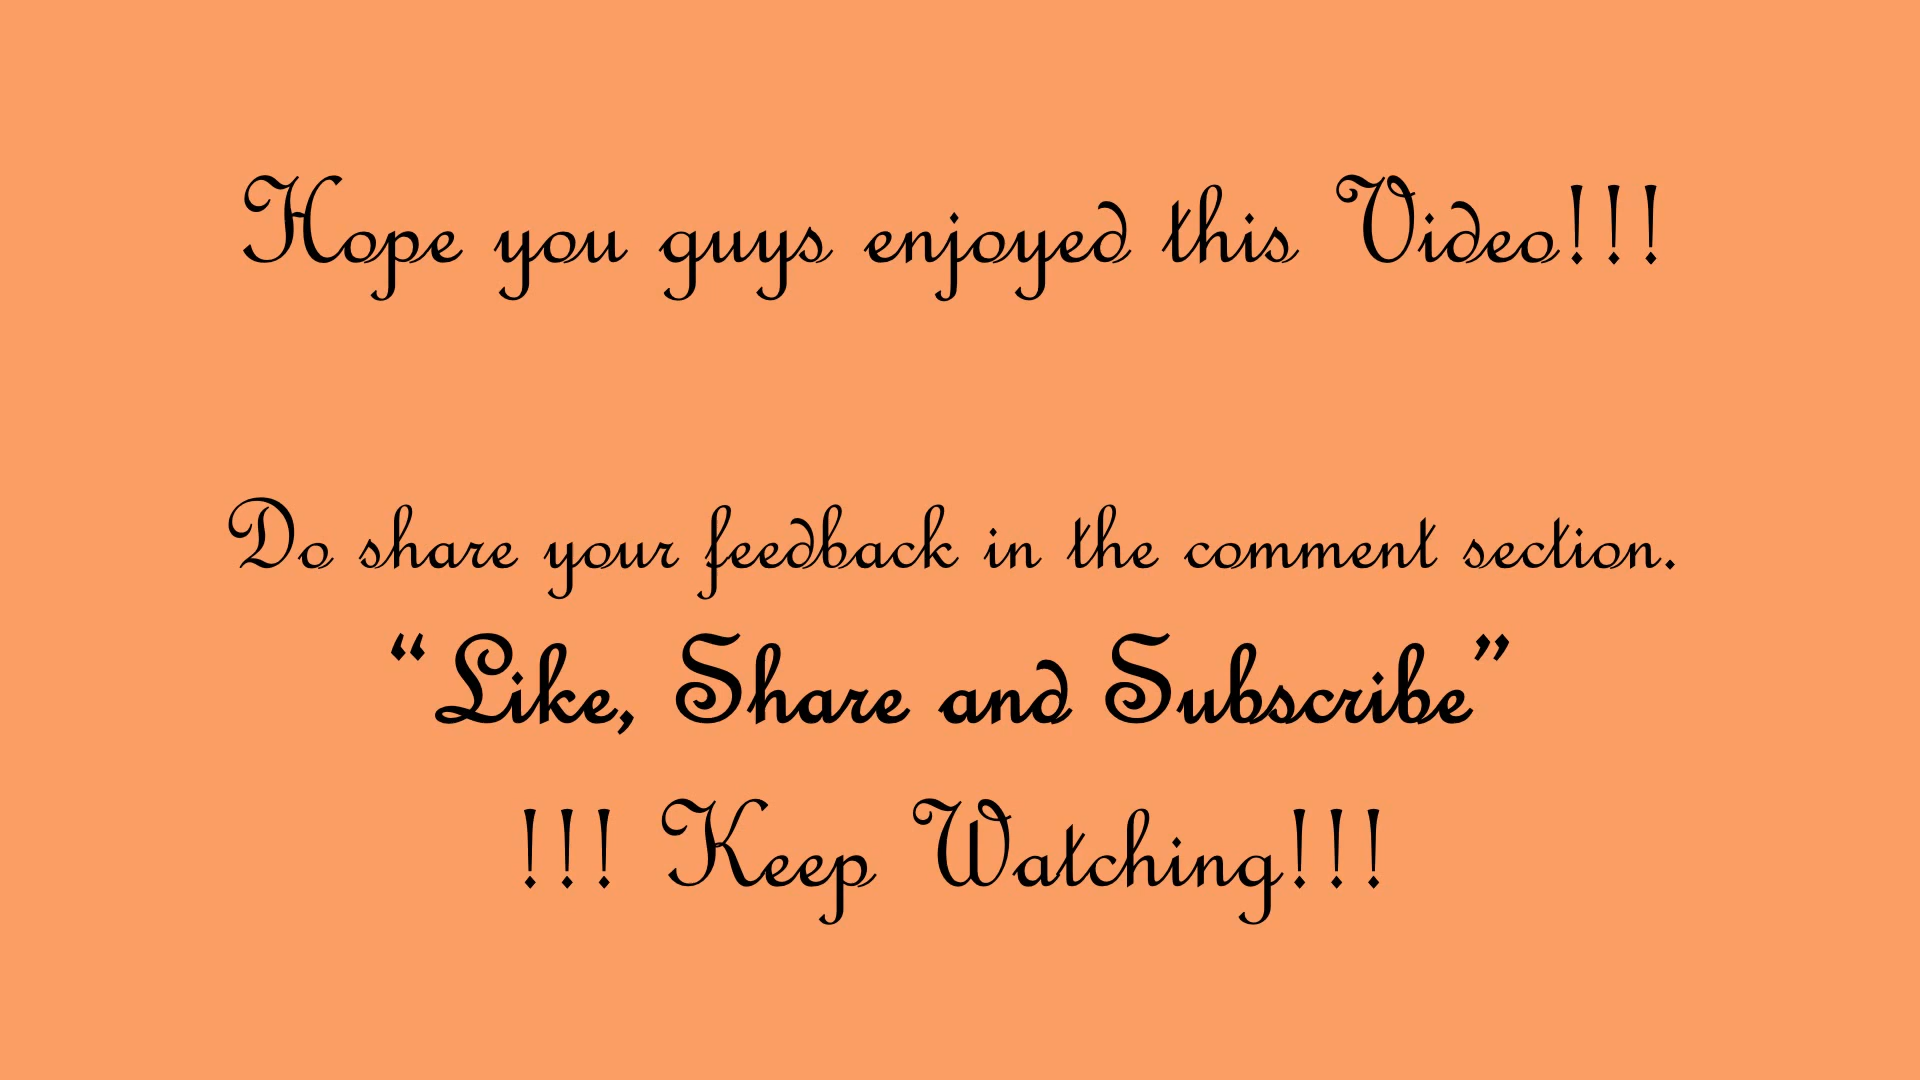 Hope you guys enjoyed this Video!!!
Do share your feedback in the comment section.
“Like, Share and Subscribe”
!!! Keep Watching!!!